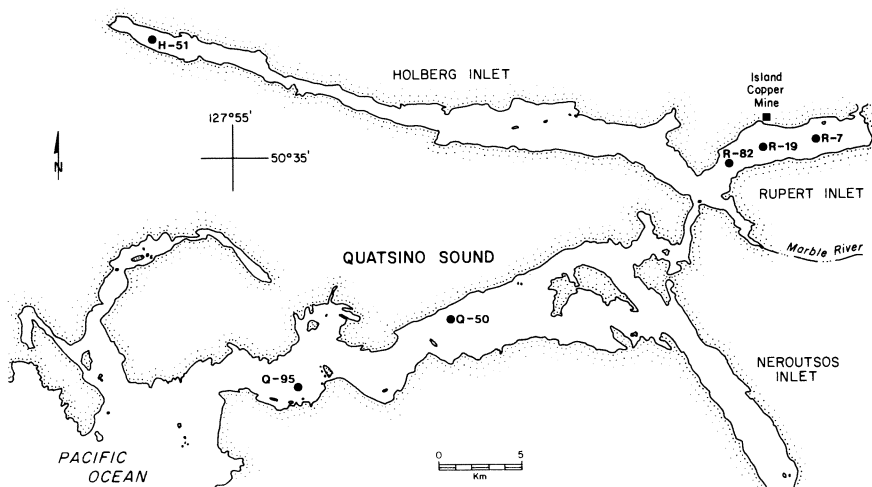 H-51
HOLBERG INLET
Island
Copper
Mine
127°55'
50°35'
N
R-82
R-19
R-7
RUPERT INLET
QUATSINO SOUND
Marble River
Q-50
Q-95
NEROUTSOS
INLET
PACIFIC
OCEAN
0
5
Km